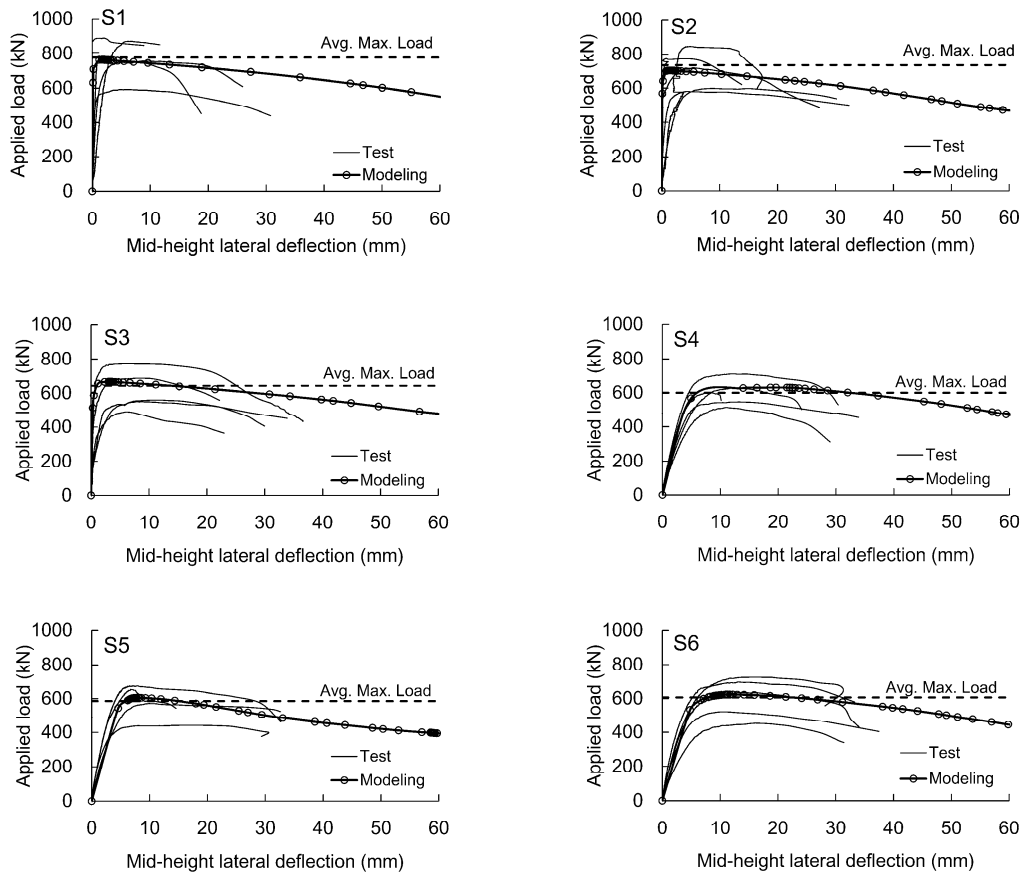 S1
Applied load (kN)
1000
800
600
400
200
0
Avg. Max. Load
Test
Modeling
0 10 20 30 40 50 60
Mid-height lateral deflection (mm)
S2
Applied load (kN)
1000
800
600
400
200
0
Avg. Max. Load
Test
Modeling
0 10 20 30 40 50 60
Mid-height lateral deflection (mm)
S3
Applied load (kN)
1000
800
600
400
200
0
Avg. Max. Load
Test
Modeling
0 10 20 30 40 50 60
Mid-height lateral deflection (mm)
S4
Applied load (kN)
1000
800
600
400
200
0
Avg. Max. Load
Test
Modeling
0 10 20 30 40 50 60
Mid-height lateral deflection (mm)
S5
Applied load (kN)
1000
800
600
400
200
0
Avg. Max. Load
Test
Modeling
0 10 20 30 40 50 60
Mid-height lateral deflection (mm)
S6
Applied load (kN)
1000
800
600
400
200
0
Avg. Max. Load
Test
Modeling
0 10 20 30 40 50 60
Mid-height lateral deflection (mm)